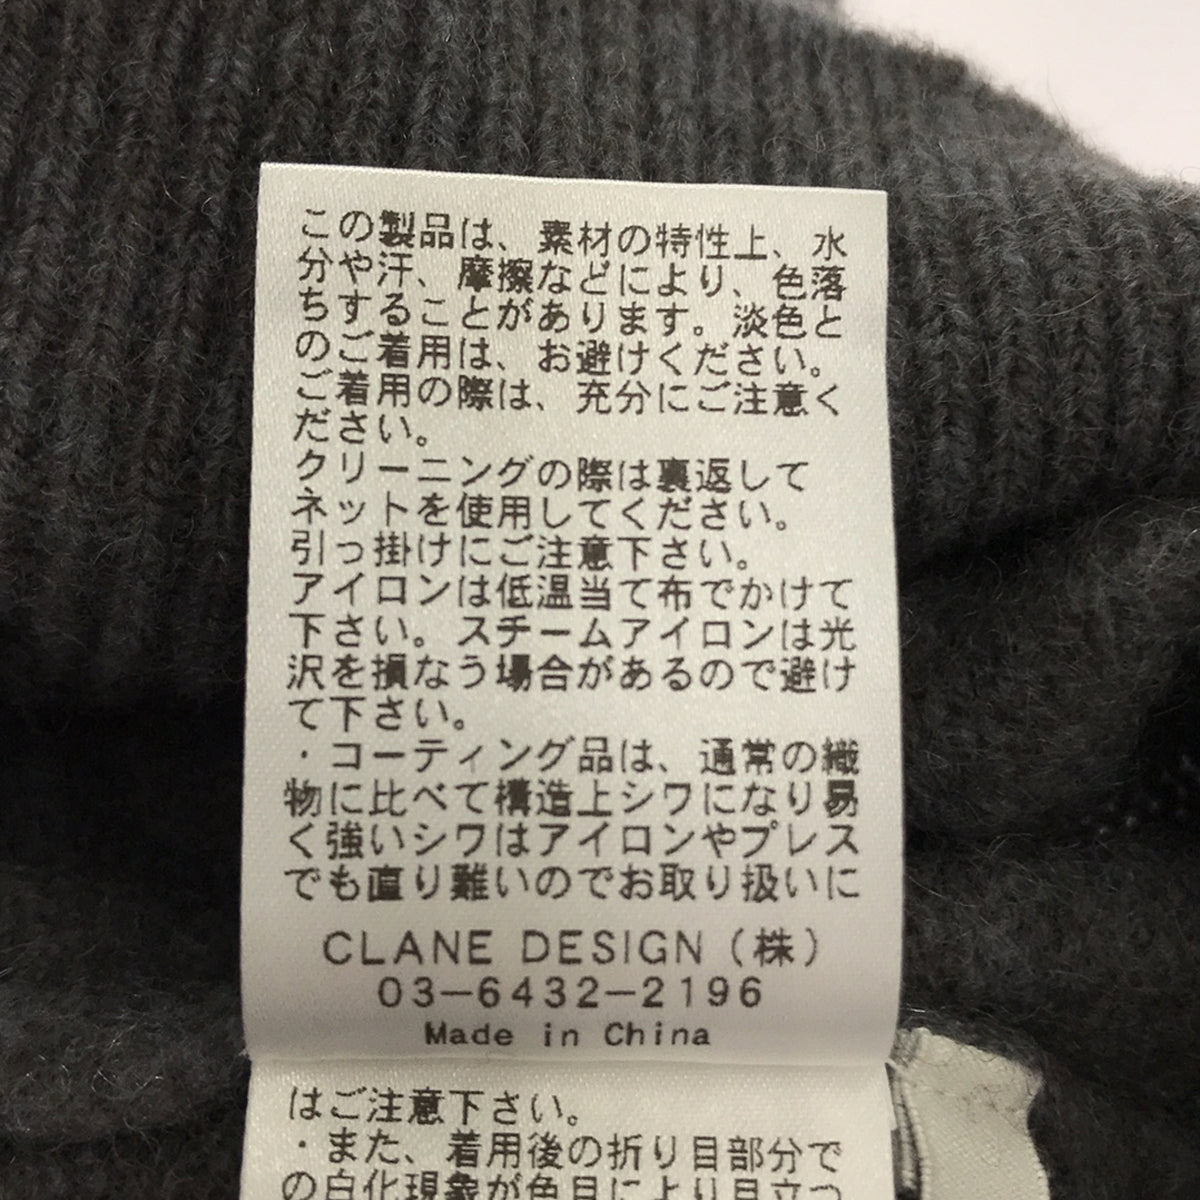 この製品は、素材の特性上、水
分や汗、摩擦などにより、色落
ちすることがあります。淡色と
のご着用は、お避けください。
ご着用の際は、充分にご注意く
ださい。
クリーニングの際は裏返して
ネットを使用してください。
引っ掛けにご注意下さい。
アイロンは低温当て布でかけて
下さい。スチームアイロンは光
沢を損なう場合があるので避け
て下さい。
・コーティング品は、通常の織
物に比べて構造上シワになり易
く強いシワはアイロンやプレス
でも直り難いのでお取り扱いに
CLANE DESIGN(株)
03-6432-2196
Made in China
はご注意下さい。
・また、着用後の折り目部分で
の白化現象が色目により目立つ